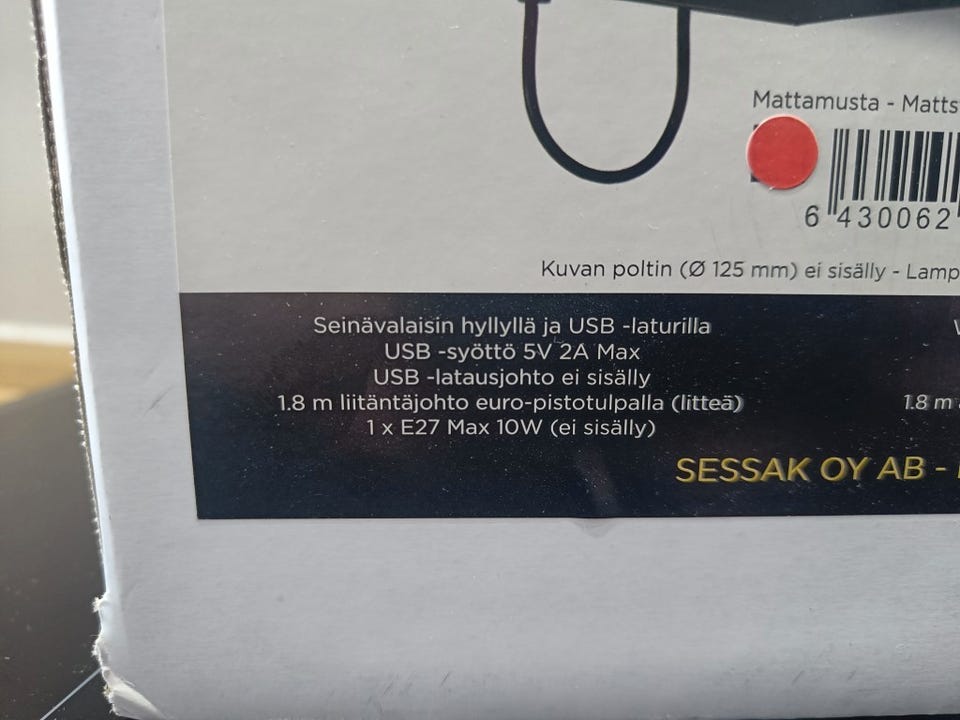 Mattamusta - Matts
6 430062
Kuvan poltin (Ø 125 mm) ei sisälly - Lamp
Seinävalaisin hyllyllä ja USB -laturilla
USB -syöttö 5V 2A Max
USB -latausjohto ei sisälly
1.8 m liitäntäjohto euro-pistotulpalla (litteä)
1 x E27 Max 10W (ei sisälly)
1.8 m
SESSAK OY AB -